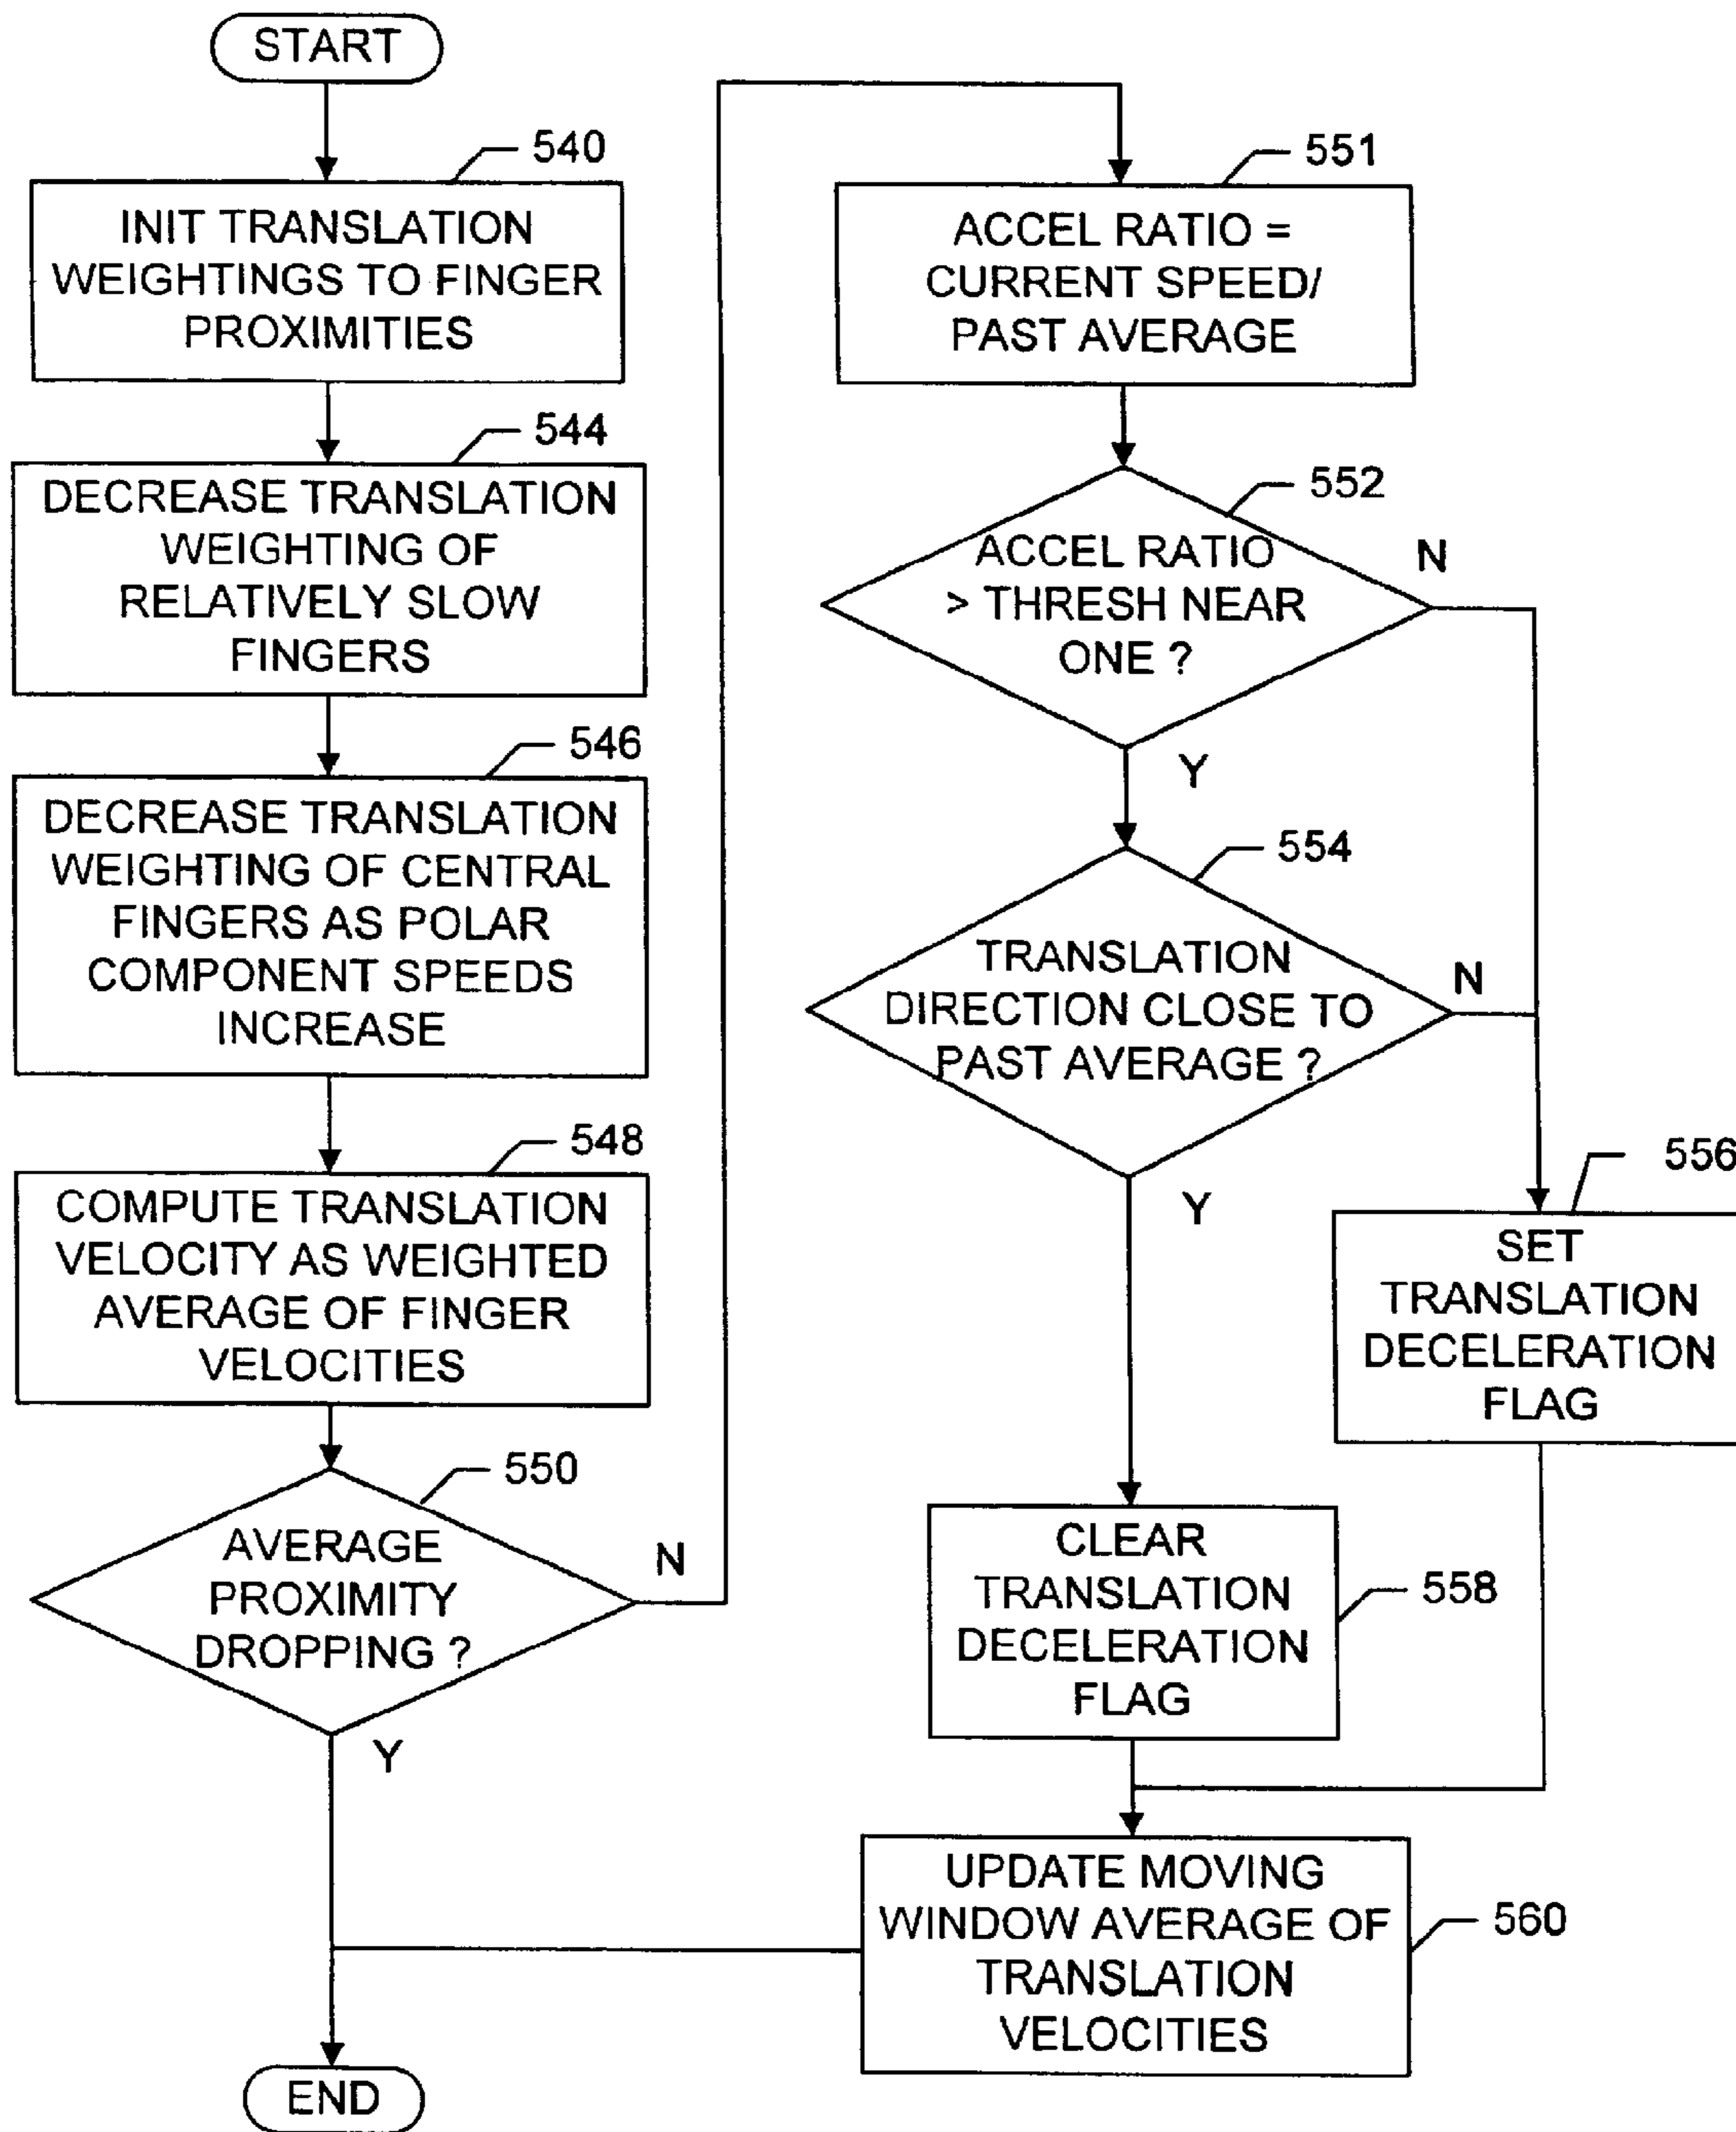 START
540
INIT TRANSLATION
WEIGHTINGS TO FINGER
PROXIMITIES
544
DECREASE TRANSLATION
WEIGHTING OF
RELATIVELY SLOW
FINGERS
546
DECREASE TRANSLATION
WEIGHTING OF CENTRAL
FINGERS AS POLAR
COMPONENT SPEEDS
INCREASE
548
COMPUTE TRANSLATION
VELOCITY AS WEIGHTED
AVERAGE OF FINGER
VELOCITIES
550
AVERAGE
PROXIMITY
DROPPING ?
N
Y
551
ACCEL RATIO =
CURRENT SPEED/
PAST AVERAGE
552
ACCEL RATIO
> THRESH NEAR
ONE ?
N
Y
554
TRANSLATION
DIRECTION CLOSE TO
PAST AVERAGE ?
N
Y
556
SET
TRANSLATION
DECELERATION
FLAG
CLEAR
TRANSLATION
DECELERATION
FLAG
558
UPDATE MOVING
WINDOW AVERAGE OF
TRANSLATION
VELOCITIES
560
END